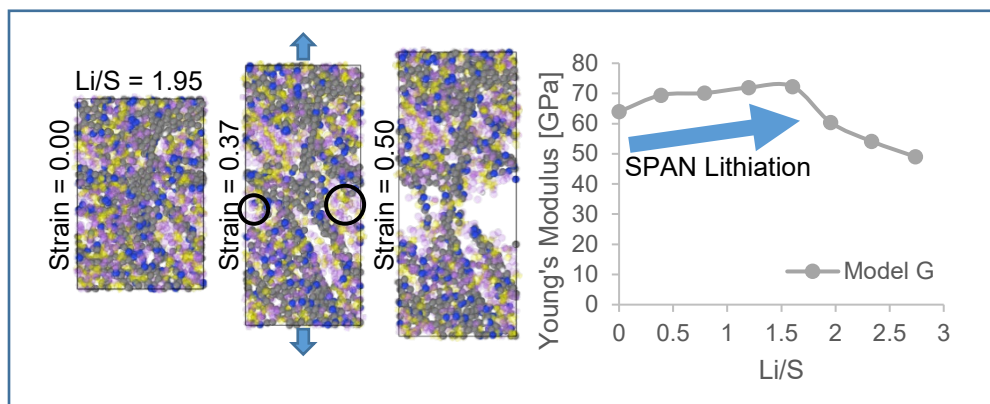 Li/S = 1.95
Strain = 0.00
Strain = 0.37
Strain = 0.50
Young's Modulus [GPa]
80
70
60
50
40
30
20
10
0
SPAN Lithiation
Model G
0 0.5 1 1.5 2 2.5 3
Li/S